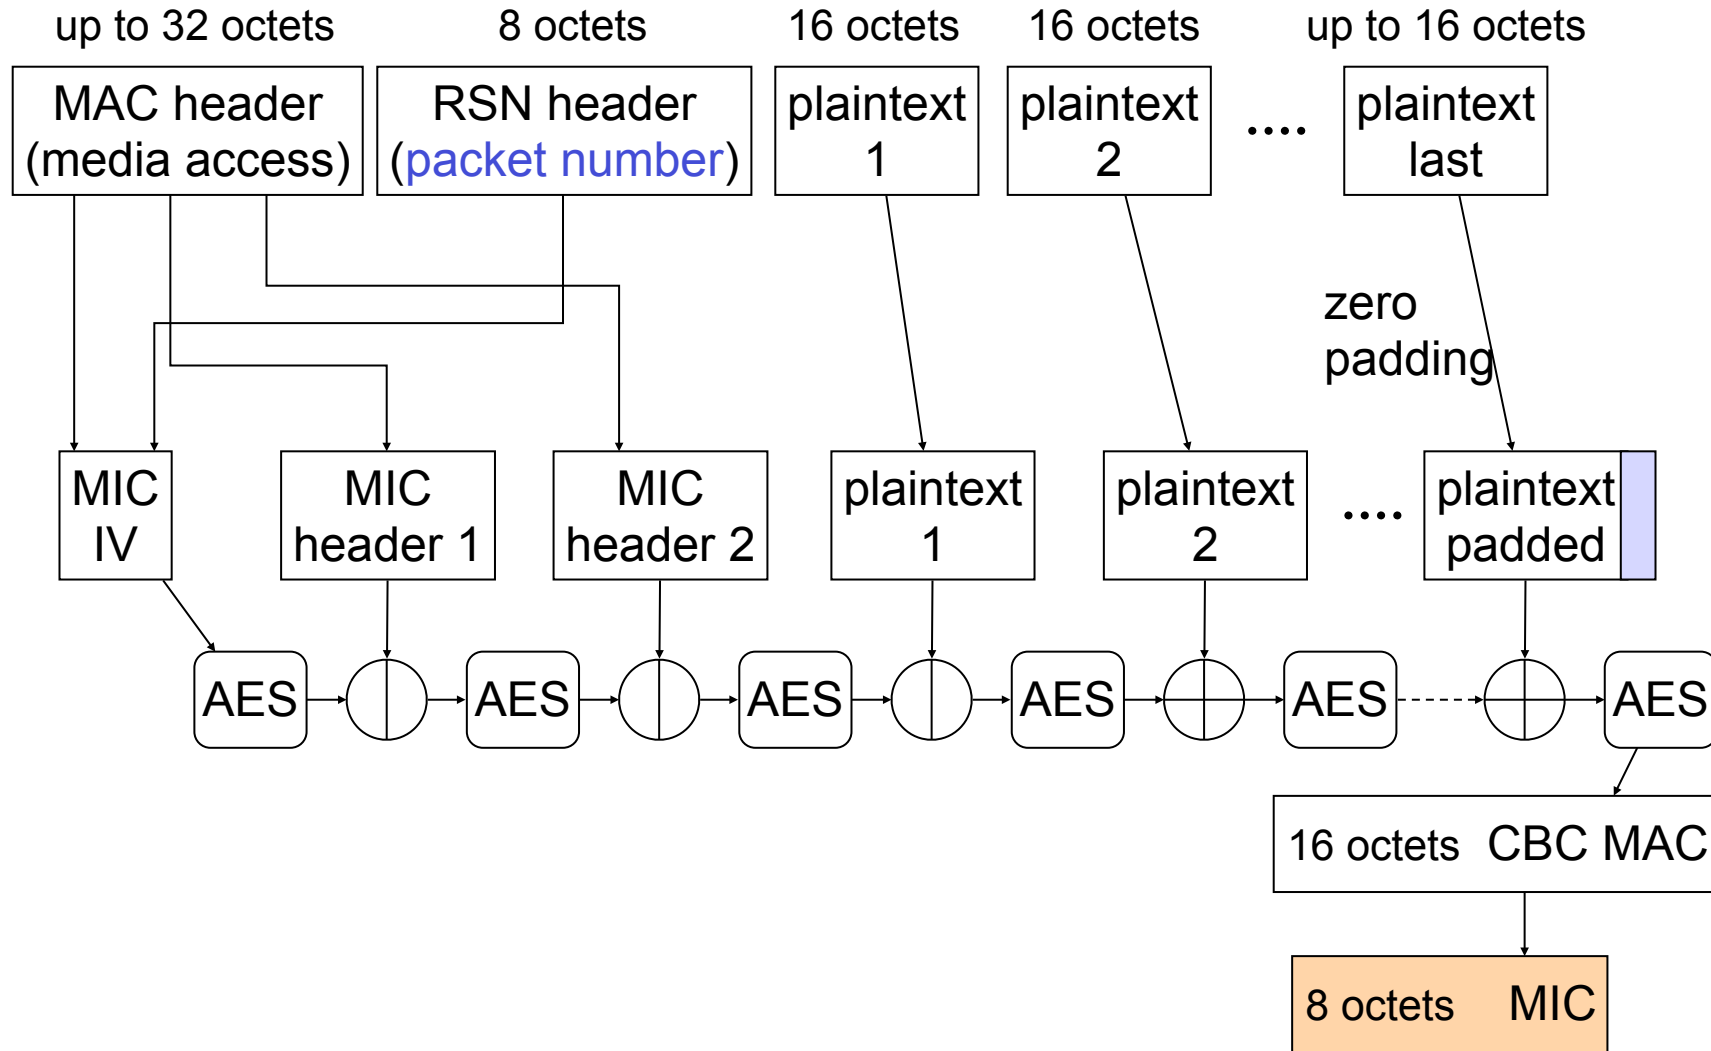 up to 32 octets
8 octets
16 octets
16 octets
up to 16 octets
MAC header
(media access)
RSN header
(packet number)
plaintext
1
plaintext
2
....
plaintext
last
zero
padding
MIC
IV
MIC
header 1
MIC
header 2
plaintext
1
plaintext
2
....
plaintext
padded
AES
AES
AES
AES
AES
AES
16 octets CBC MAC
8 octets MIC